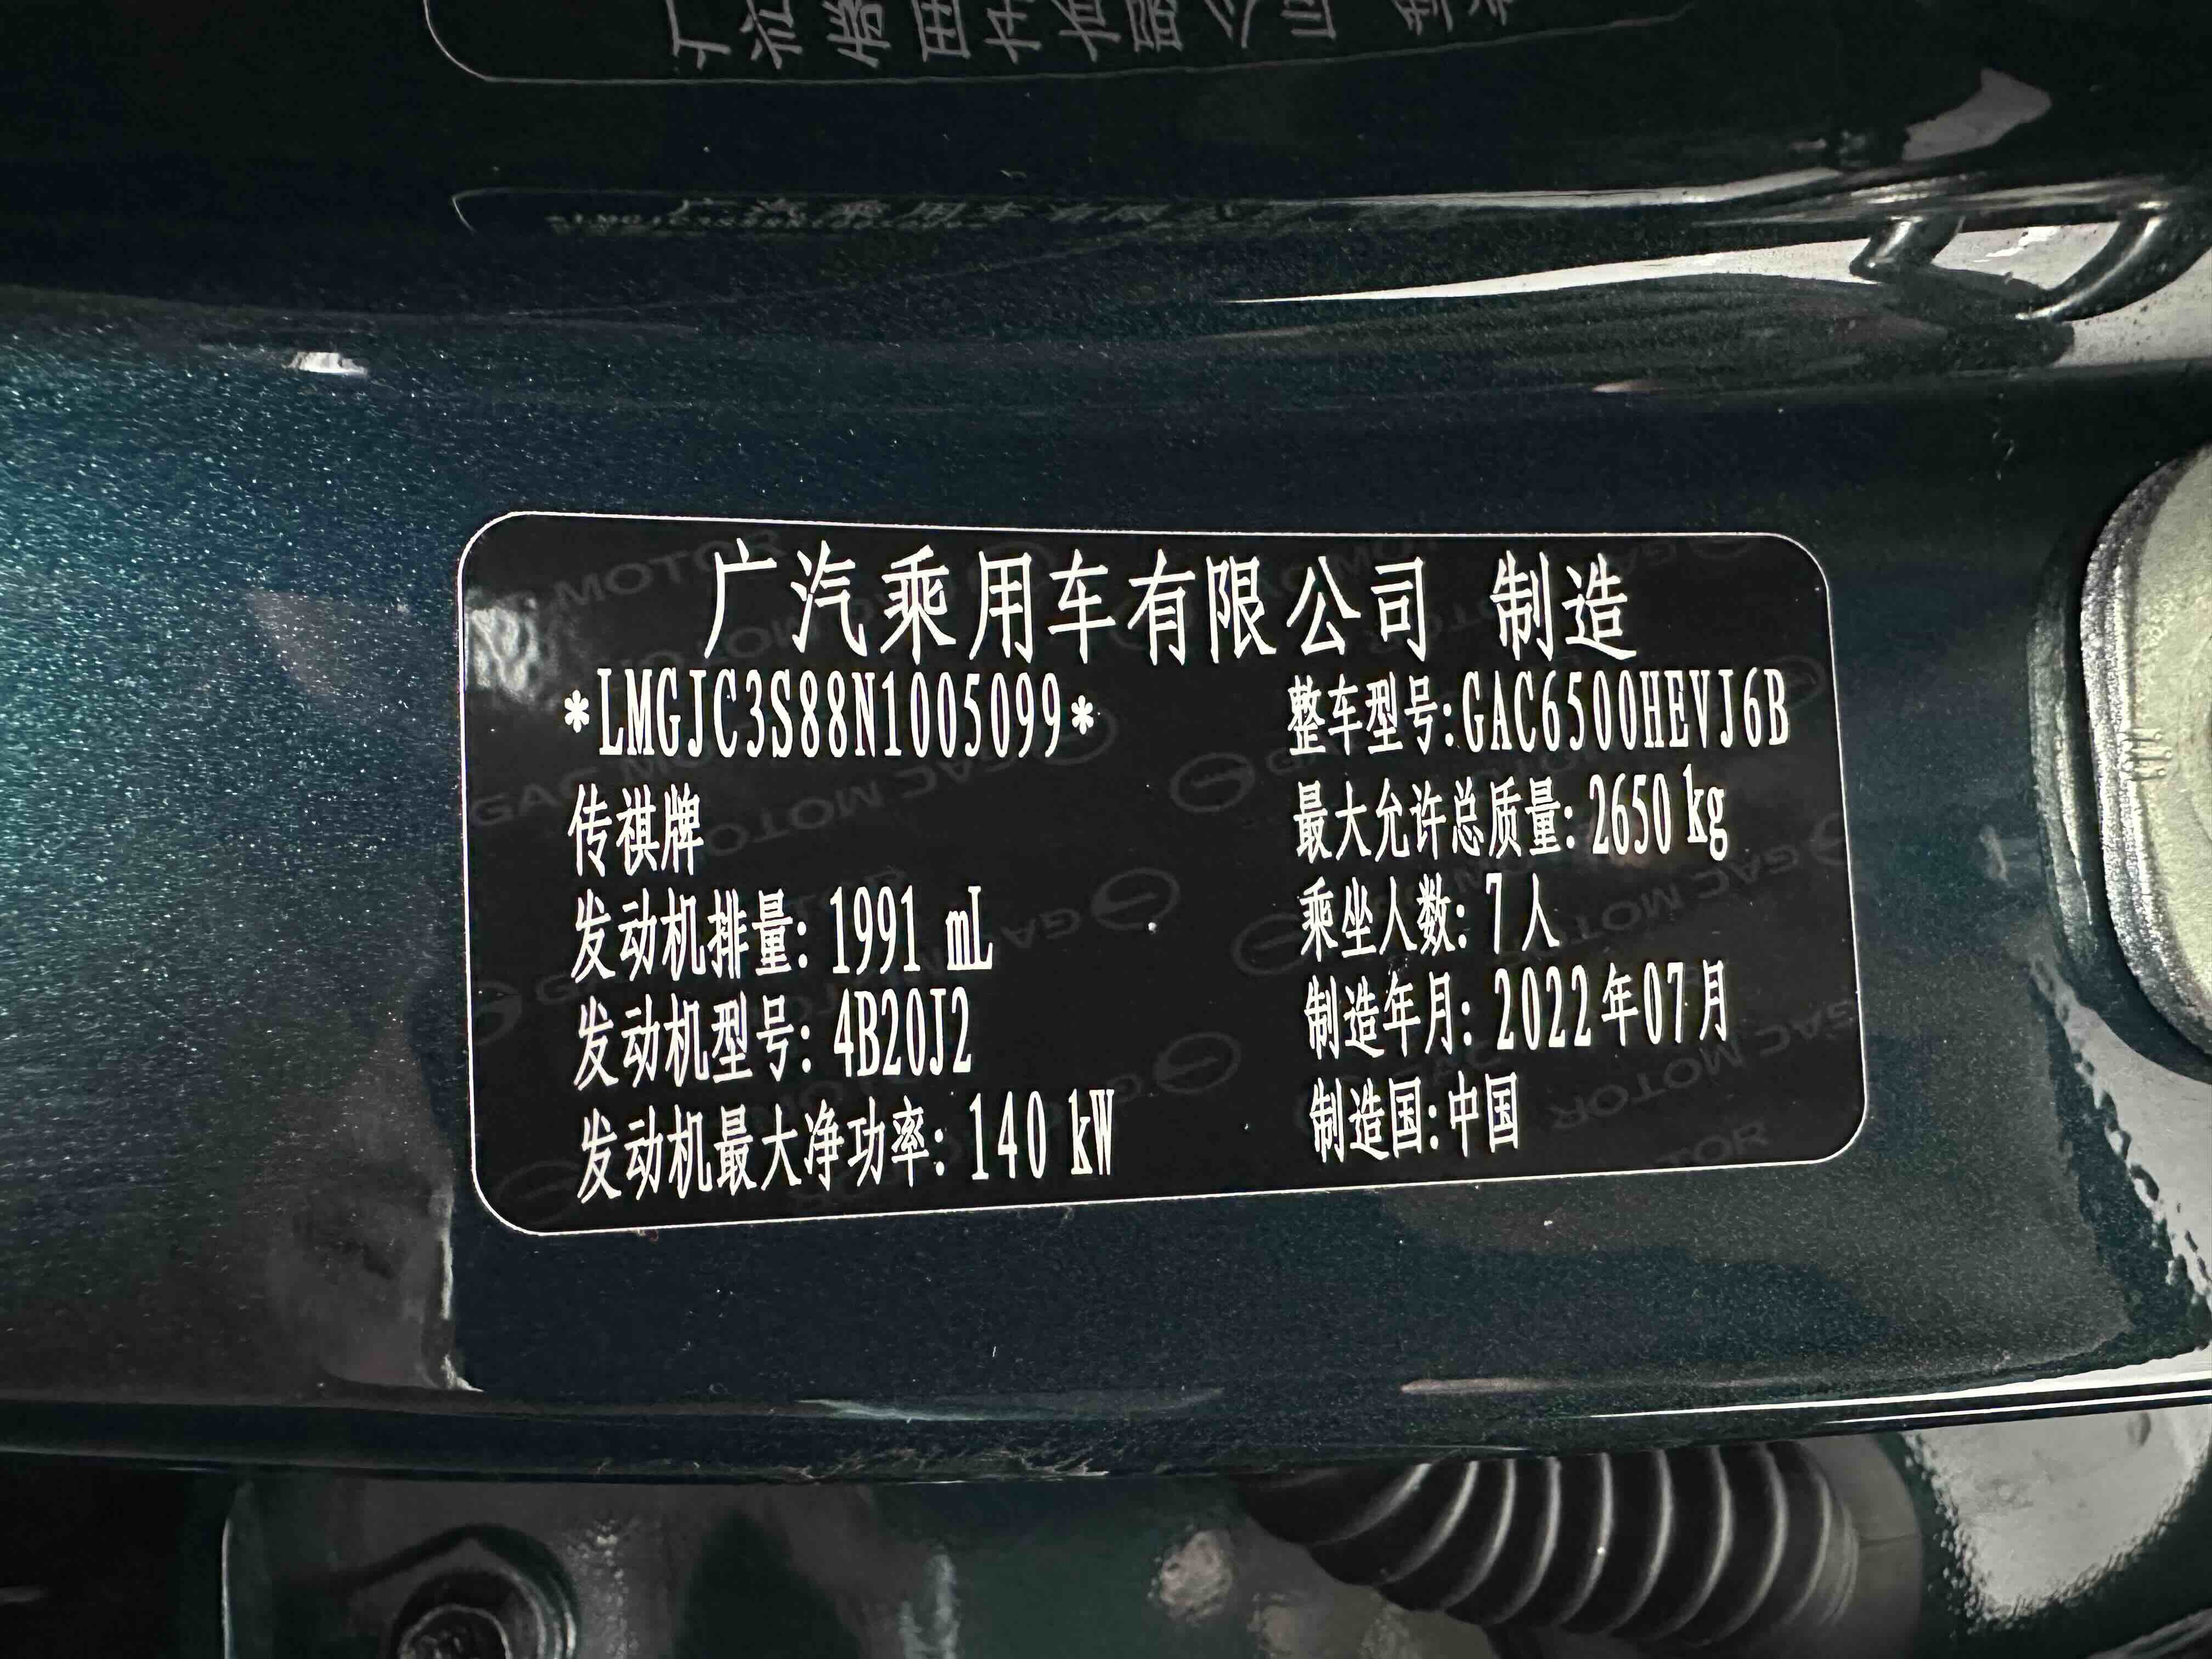 广汽乘用车有限公司 制造
*LMGJC3S88N1005099*
整车型号:GAC6500HEVJ6B
传祺牌
最大允许总质量: 2650 kg
发动机排量: 1991 mL
乘坐人数: 7人
发动机型号: 4B20J2
制造年月: 2022年07月
发动机最大净功率: 140 kW
制造国:中国
GAC MOTOR